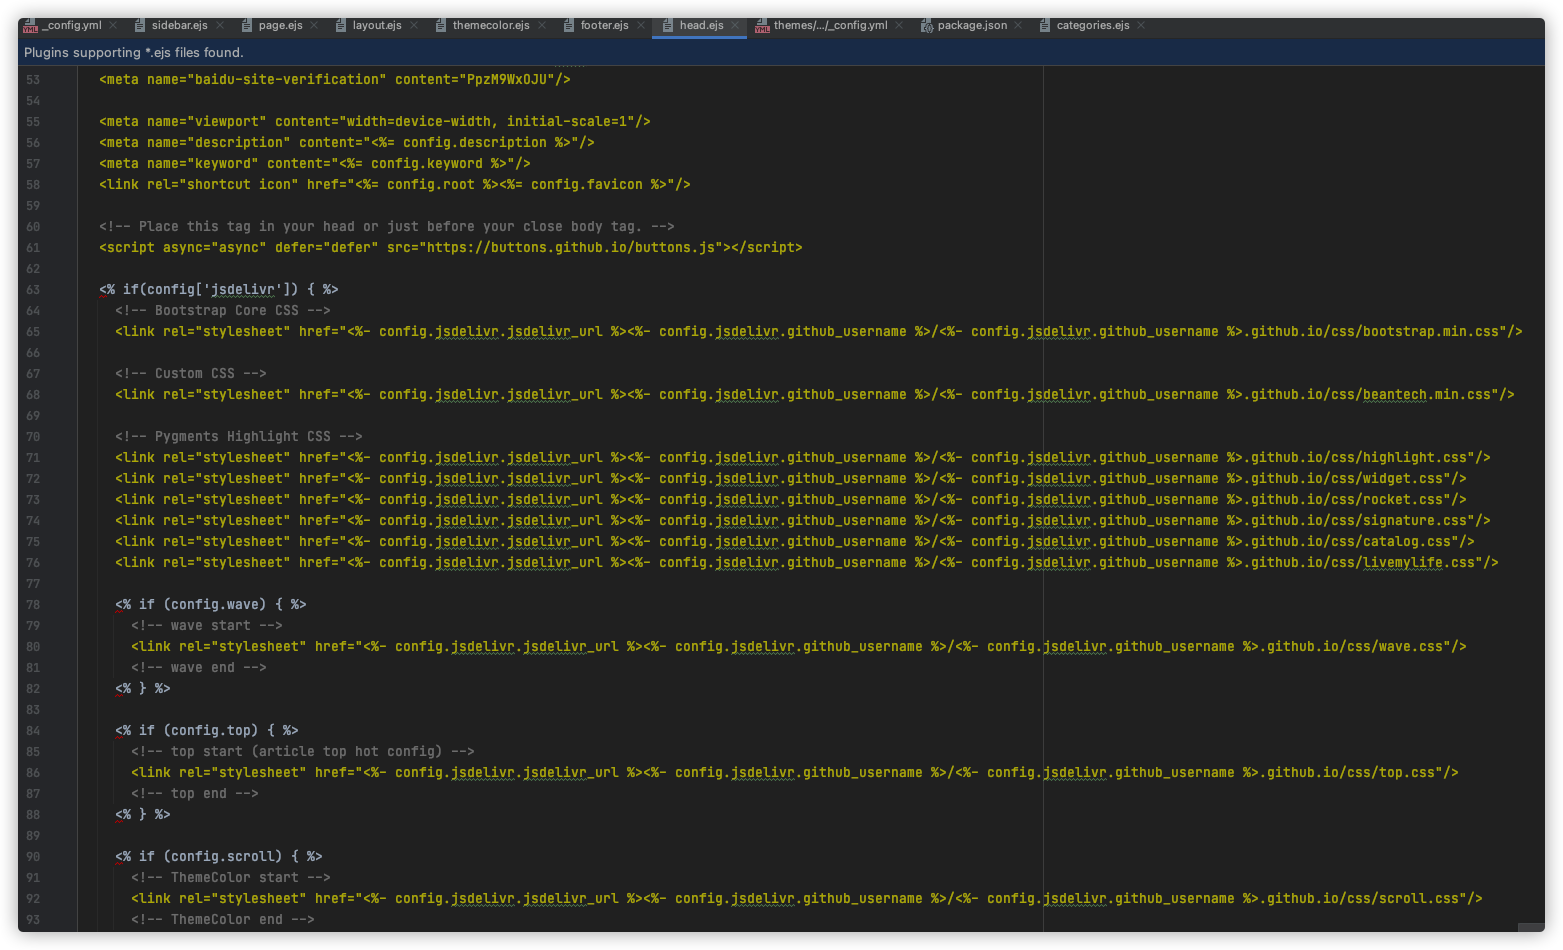 _config.yml sidebar.ejs page.ejs layout.ejs themecolor.ejs footer.ejs head.ejs themes/.../_config.yml package.json categories.ejs
Plugins supporting *.ejs files found.
53 <meta name="baidu-site-verification" content="PpzM9WxOJU"/>
54
55 <meta name="viewport" content="width=device-width, initial-scale=1"/>
56 <meta name="description" content="<%= config.description %>"/>
57 <meta name="keyword" content="<%= config.keyword %>"/>
58 <link rel="shortcut icon" href="<%= config.root %><%= config.favicon %>"/>
59
60 <!-- Place this tag in your head or just before your close body tag. -->
61 <script async="async" defer="defer" src="https://buttons.github.io/buttons.js"></script>
62
63 <% if(config['jsdelivr']) { %>
64 <!-- Bootstrap Core CSS -->
65 <link rel="stylesheet" href="<%- config.jsdelivr.jsdelivr_url %><%- config.jsdelivr.github_username %>/<%- config.jsdelivr.github_username %>.github.io/css/bootstrap.min.css"/>
66
67 <!-- Custom CSS -->
68 <link rel="stylesheet" href="<%- config.jsdelivr.jsdelivr_url %><%- config.jsdelivr.github_username %>/<%- config.jsdelivr.github_username %>.github.io/css/beantech.min.css"/>
69
70 <!-- Pygments Highlight CSS -->
71 <link rel="stylesheet" href="<%- config.jsdelivr.jsdelivr_url %><%- config.jsdelivr.github_username %>/<%- config.jsdelivr.github_username %>.github.io/css/highlight.css"/>
72 <link rel="stylesheet" href="<%- config.jsdelivr.jsdelivr_url %><%- config.jsdelivr.github_username %>/<%- config.jsdelivr.github_username %>.github.io/css/widget.css"/>
73 <link rel="stylesheet" href="<%- config.jsdelivr.jsdelivr_url %><%- config.jsdelivr.github_username %>/<%- config.jsdelivr.github_username %>.github.io/css/rocket.css"/>
74 <link rel="stylesheet" href="<%- config.jsdelivr.jsdelivr_url %><%- config.jsdelivr.github_username %>/<%- config.jsdelivr.github_username %>.github.io/css/signature.css"/>
75 <link rel="stylesheet" href="<%- config.jsdelivr.jsdelivr_url %><%- config.jsdelivr.github_username %>/<%- config.jsdelivr.github_username %>.github.io/css/catalog.css"/>
76 <link rel="stylesheet" href="<%- config.jsdelivr.jsdelivr_url %><%- config.jsdelivr.github_username %>/<%- config.jsdelivr.github_username %>.github.io/css/livemylife.css"/>
77
78 <% if (config.wave) { %>
79 <!-- wave start -->
80 <link rel="stylesheet" href="<%- config.jsdelivr.jsdelivr_url %><%- config.jsdelivr.github_username %>/<%- config.jsdelivr.github_username %>.github.io/css/wave.css"/>
81 <!-- wave end -->
82 <% } %>
83
84 <% if (config.top) { %>
85 <!-- top start (article top hot config) -->
86 <link rel="stylesheet" href="<%- config.jsdelivr.jsdelivr_url %><%- config.jsdelivr.github_username %>/<%- config.jsdelivr.github_username %>.github.io/css/top.css"/>
87 <!-- top end -->
88 <% } %>
89
90 <% if (config.scroll) { %>
91 <!-- ThemeColor start -->
92 <link rel="stylesheet" href="<%- config.jsdelivr.jsdelivr_url %><%- config.jsdelivr.github_username %>/<%- config.jsdelivr.github_username %>.github.io/css/scroll.css"/>
93 <!-- ThemeColor end -->